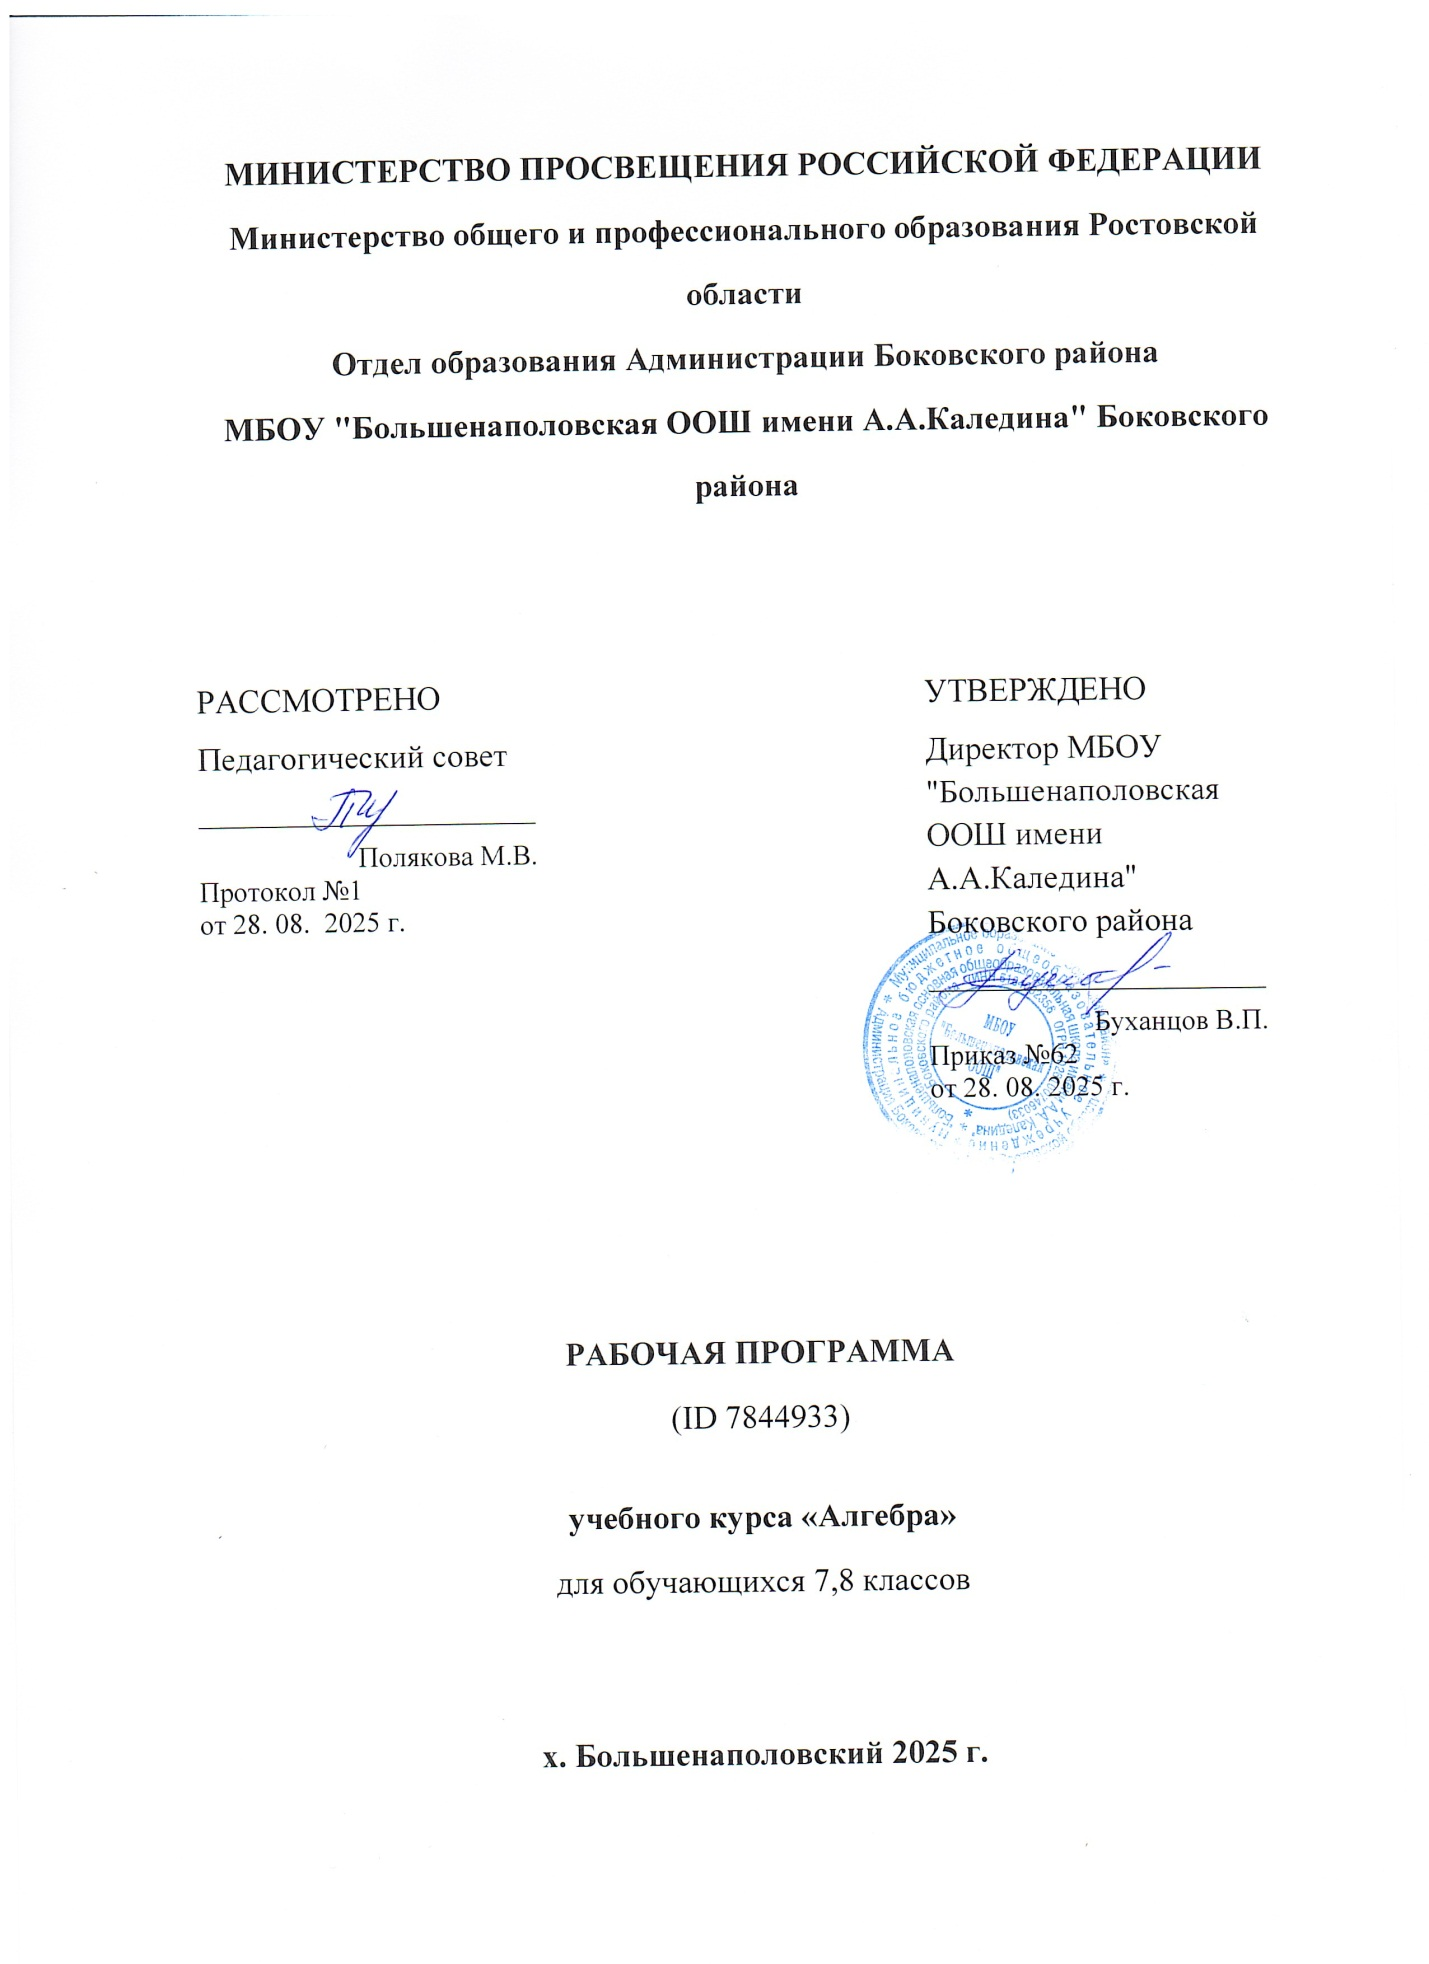 МИНИСТЕРСТВО ПРОСВЕЩЕНИЯ РОССИЙСКОЙ ФЕДЕРАЦИИ
Министерство общего и профессионального образования Ростовской
области
Отдел образования Администрации Боковского района
МБОУ "Большенаполовская ООШ имени А.А.Каледина" Боковского
района
РАССМОТРЕНО
Педагогический совет
Полякова М.В.
Протокол №1
от 28. 08. 2025 г.
УТВЕРЖДЕНО
Директор МБОУ
"Большенаполовская
ООШ имени
А.А.Каледина"
Боковского района
Буханцов В.П.
Приказ №62
от 28. 08. 2025 г.
МБОУ
"Большенаполовская
ООШ"
РАБОЧАЯ ПРОГРАММА
(ID 7844933)
учебного курса «Алгебра»
для обучающихся 7,8 классов
х. Большенаполовский 2025 г.